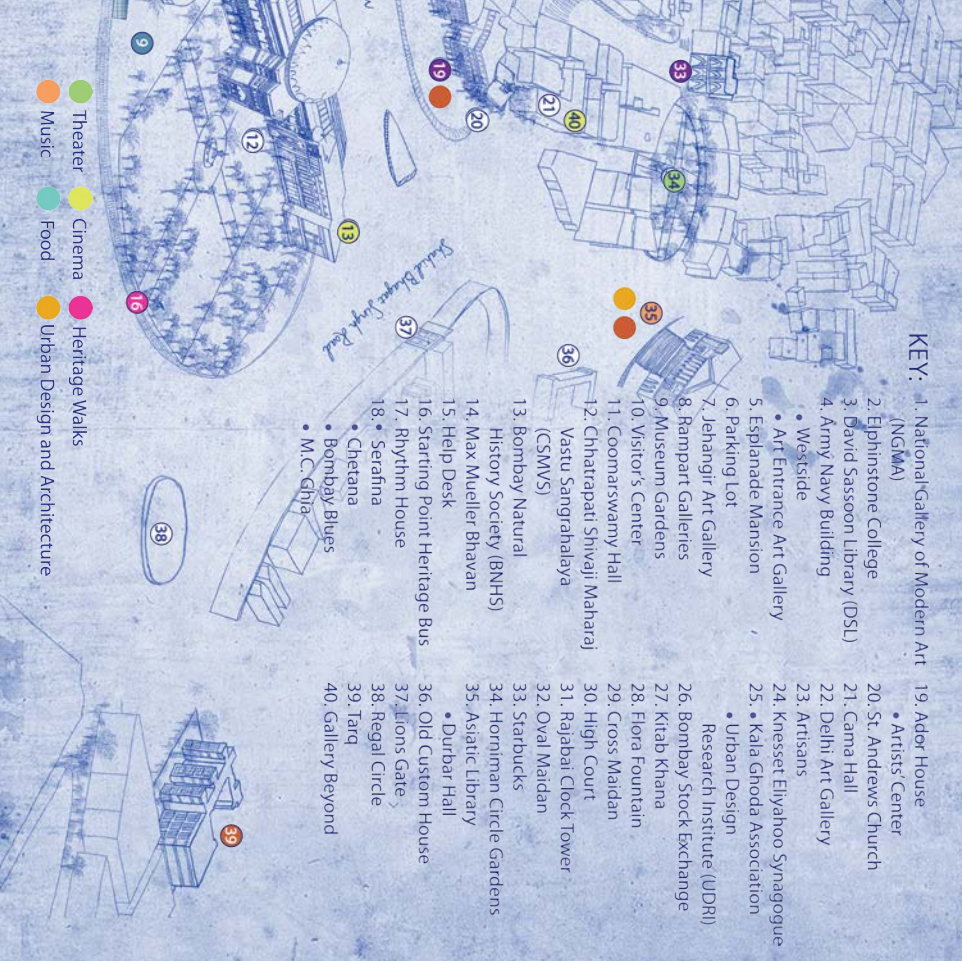 KEY:
1. National Gallery of Modern Art
(NGMA)
2. Elphinstone College
3. David Sassoon Library (DSL)
4. Army Navy Building
• Westside
• Art Entrance Art Gallery
5. Esplanade Mansion
6. Parking Lot
7. Jehangir Art Gallery
8. Rampart Galleries
9. Museum Gardens
10. Visitor's Center
11. Coomarswamy Hall
12. Chhatrapati Shivaji Maharaj
Vastu Sangrahalaya
(CSMVS)
13. Bombay Natural
History Society (BNHS)
14. Max Mueller Bhavan
15. Help Desk
16. Starting Point Heritage Bus
17. Rhythm House
18. • Serafina
• Chetana
• Bombay Blues
• M.C. Ghia
19. Ador House
• Artists' Center
20. St. Andrews Church
21. Cama Hall
22. Delhi Art Gallery
23. Artisans
24. Knesset Eliyahoo Synagogue
25. • Kala Ghoda Association
• Urban Design
Research Institute (UDRI)
26. Bombay Stock Exchange
27. Kitab Khana
28. Flora Fountain
29. Cross Maidan
30. High Court
31. Rajabai Clock Tower
32. Oval Maidan
33. Starbucks
34. Horniman Circle Gardens
35. Asiatic Library
• Durbar Hall
36. Old Custom House
37. Lions Gate
38. Regal Circle
39. Tarq
40. Gallery Beyond
33
40
21
19
20
34
35
36
37
Shahid Bhagat Singh Road
13
12
9
16
38
39
Theater
Cinema
Heritage Walks
Music
Food
Urban Design and Architecture